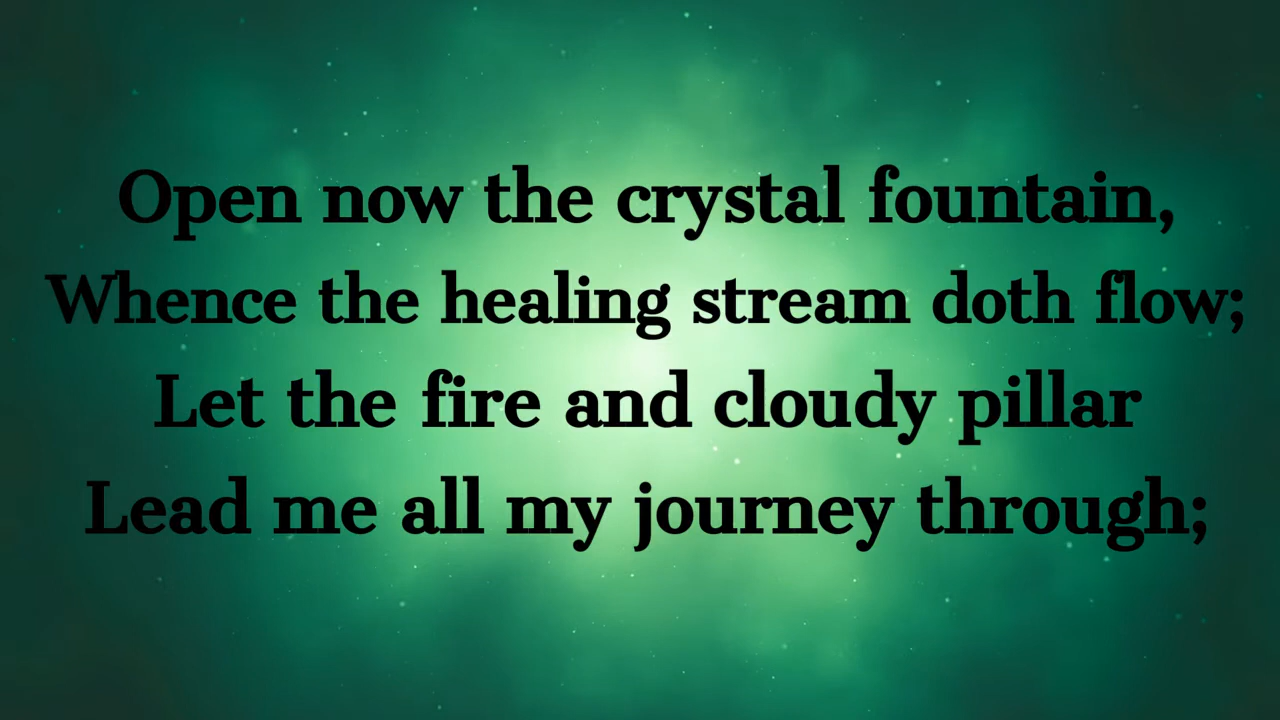 Open now the crystal fountain,
Whence the healing stream doth flow;
Let the fire and cloudy pillar
Lead me all my journey through;